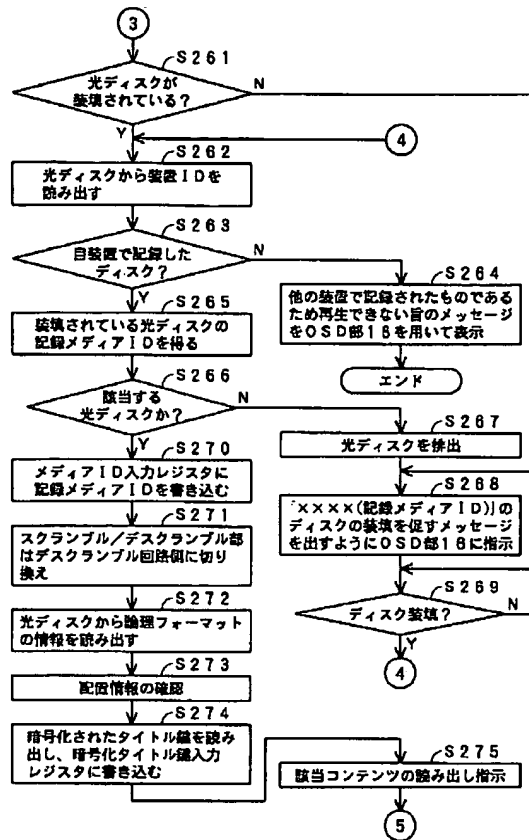 3
S261
光ディスクが
装填されている?
N
Y
4
S262
光ディスクから装置IDを
読み出す
S263
自装置で記録した
ディスク?
N
Y
S264
他の装置で記録されたものである
ため再生できない旨のメッセージ
をOSD部16を用いて表示
エンド
S265
装填されている光ディスクの
記録メディアIDを得る
S266
該当する
光ディスクか?
N
Y
S267
光ディスクを排出
S268
「××××(記録メディアID)」の
ディスクの装填を促すメッセージ
を出すようにOSD部16に指示
S269
ディスク装填?
N
Y
4
S270
メディアID入力レジスタに
記録メディアIDを書き込む
S271
スクランブル/デスクランブル部
はデスクランブル回路側に切り
換え
S272
光ディスクから論理フォーマット
の情報を読み出す
S273
配置情報の確認
S274
暗号化されたタイトル鍵を読み
出し、暗号化タイトル鍵入力
レジスタに書き込む
S275
該当コンテンツの読み出し指示
5